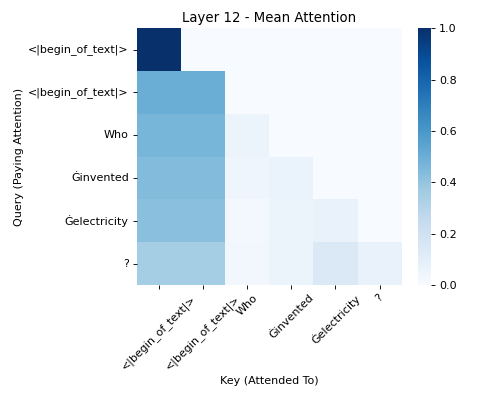 Layer 12 - Mean Attention
Query (Paying Attention)
<|begin_of_text|>
<|begin_of_text|>
Who
Ġinvented
Ġelectricity
?
<|begin_of_text|>
<|begin_of_text|>
Who
Ġinvented
Ġelectricity
?
Key (Attended To)
1.0
0.8
0.6
0.4
0.2
0.0